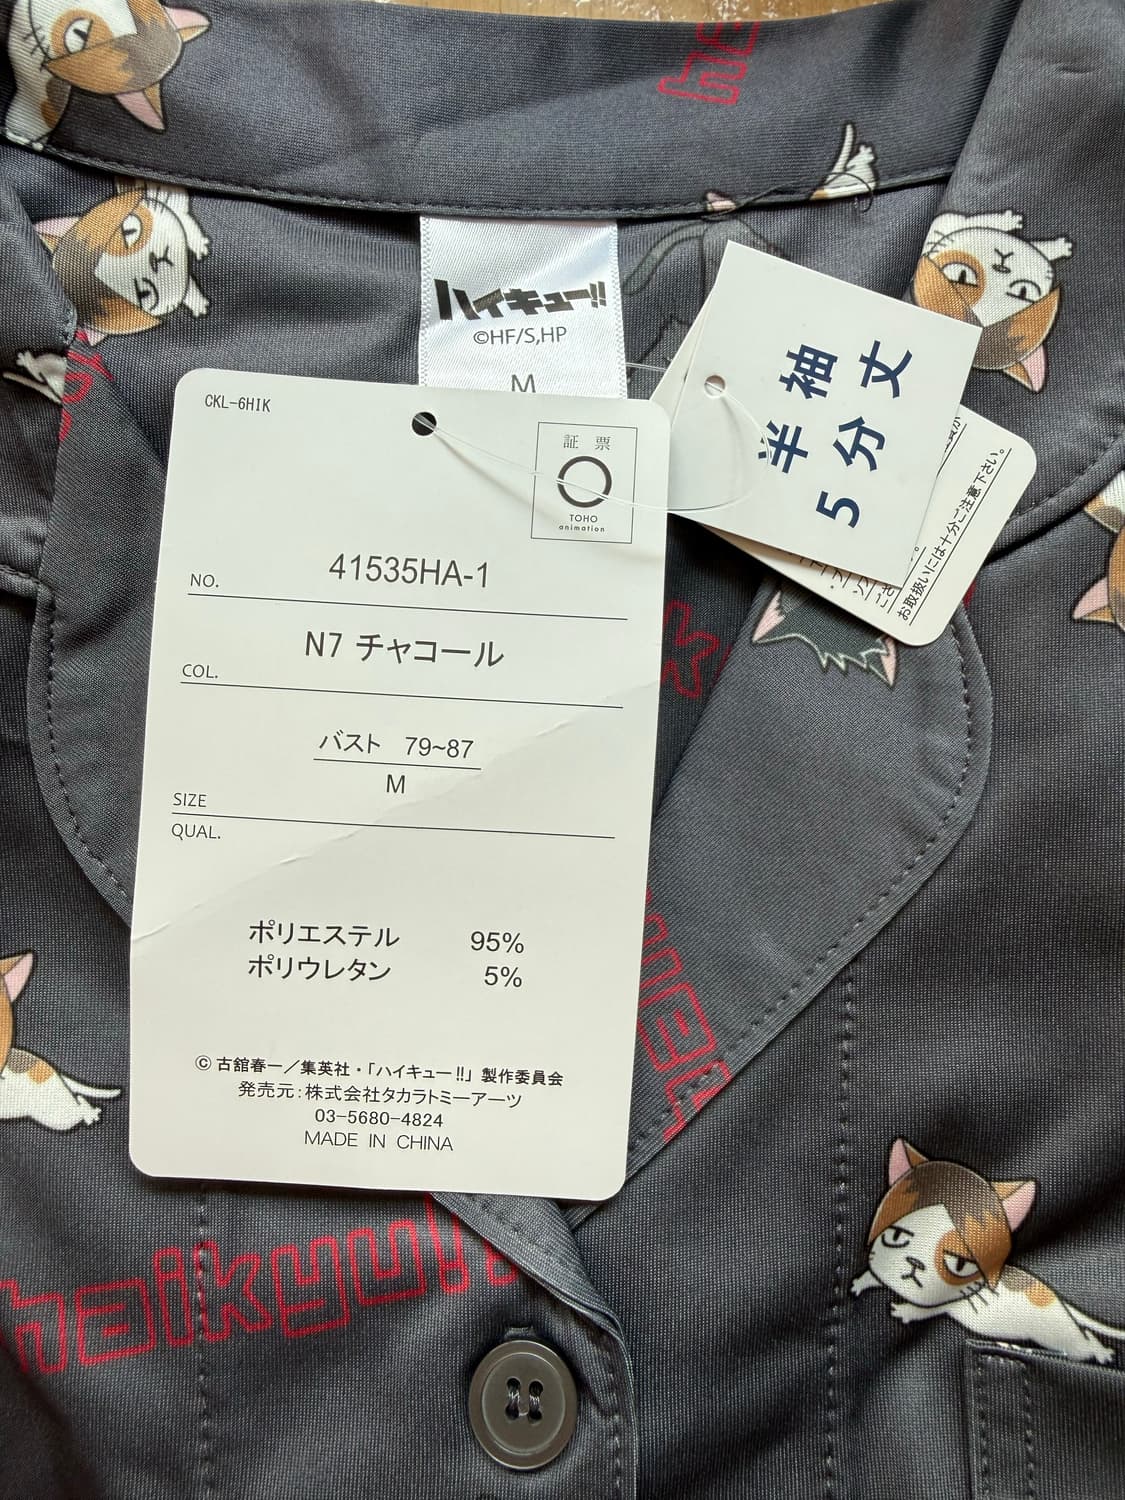 ハイキュー!!
©HF/S,HP
M
半袖
5分丈
お取扱いには十分ご注意下さい。
CKL-6HIK
証 票
TOHO
animation
NO. 41535HA-1
COL. N7 チャコール
バスト 79~87
SIZE M
QUAL.
ポリエステル 95%
ポリウレタン 5%
© 古舘春一／集英社・「ハイキュー!!」製作委員会
発売元：株式会社タカラトミーアーツ
03-5680-4824
MADE IN CHINA
haikyu!!